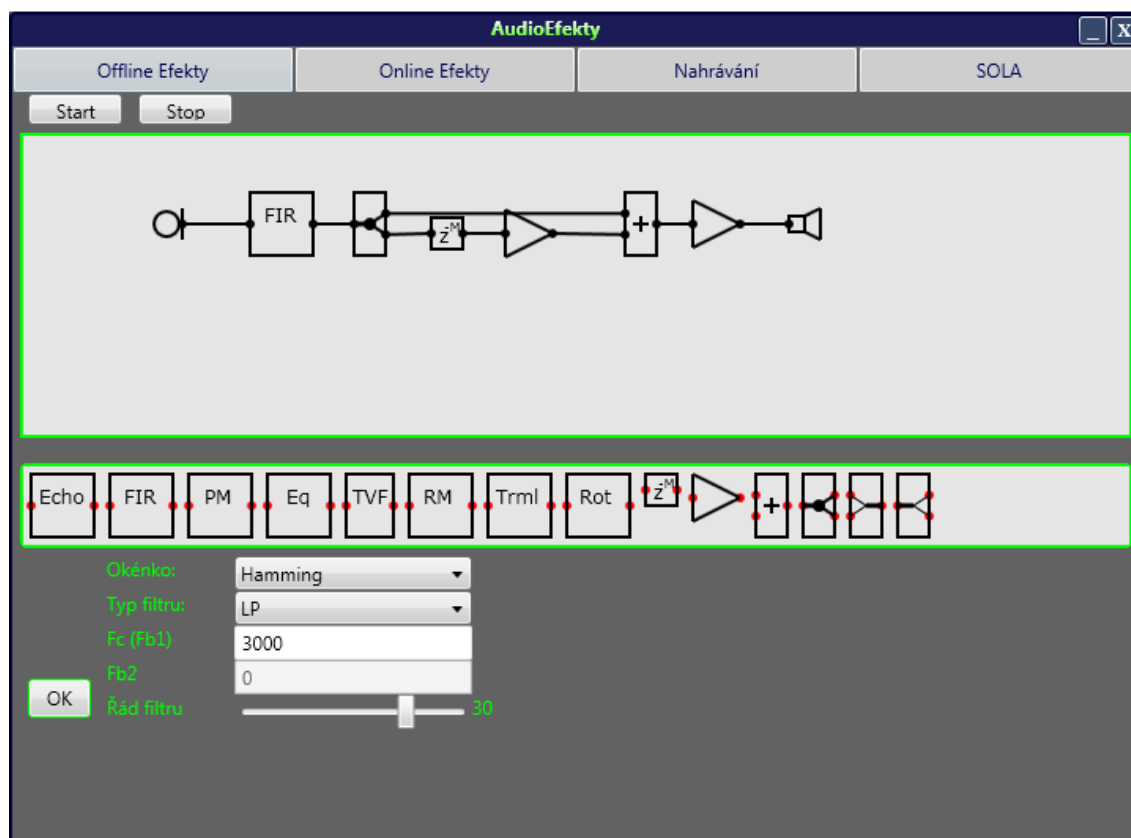 AudioEfekty _ X
Offline Efekty Online Efekty Nahrávání SOLA
Start Stop
FIR z-M +
Echo FIR PM Eq TVF RM Trml Rot z-M +
Okénko: Hamming
Typ filtru: LP
Fc (Fb1) 3000
Fb2 0
OK
Řád filtru 30